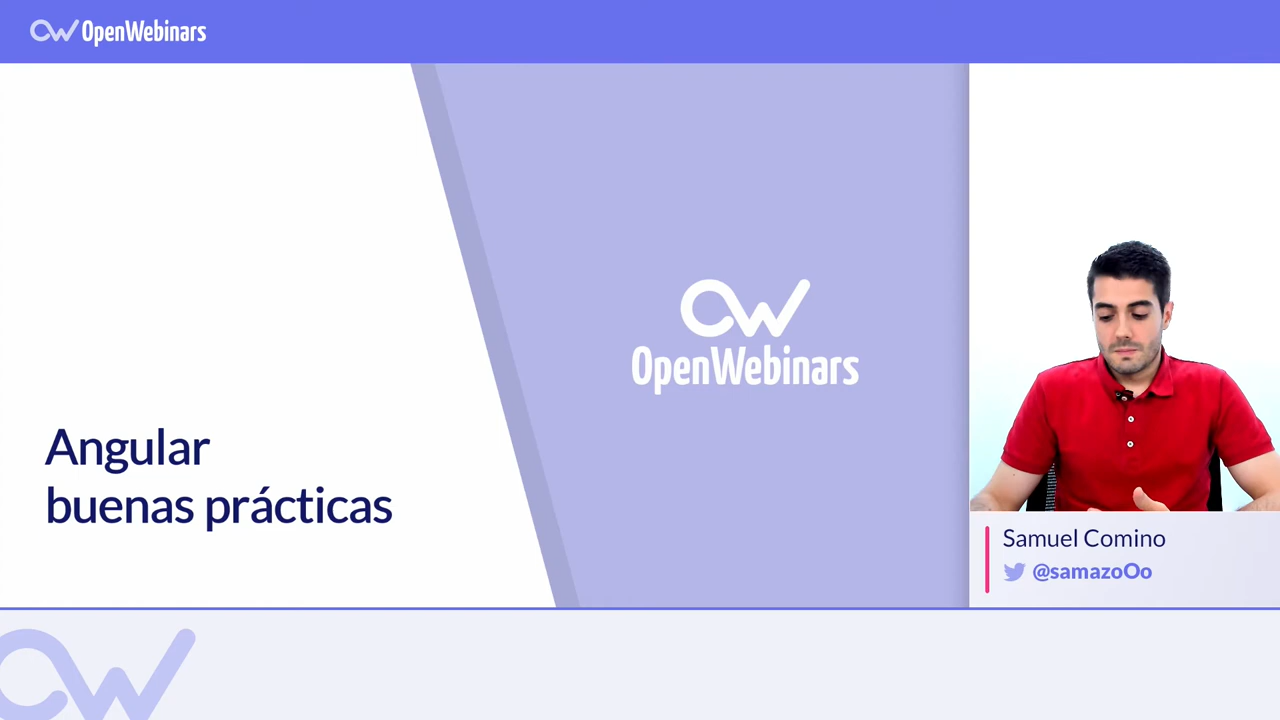 OpenWebinars
OpenWebinars
Angular
buenas prácticas
Samuel Comino
@samazoOo